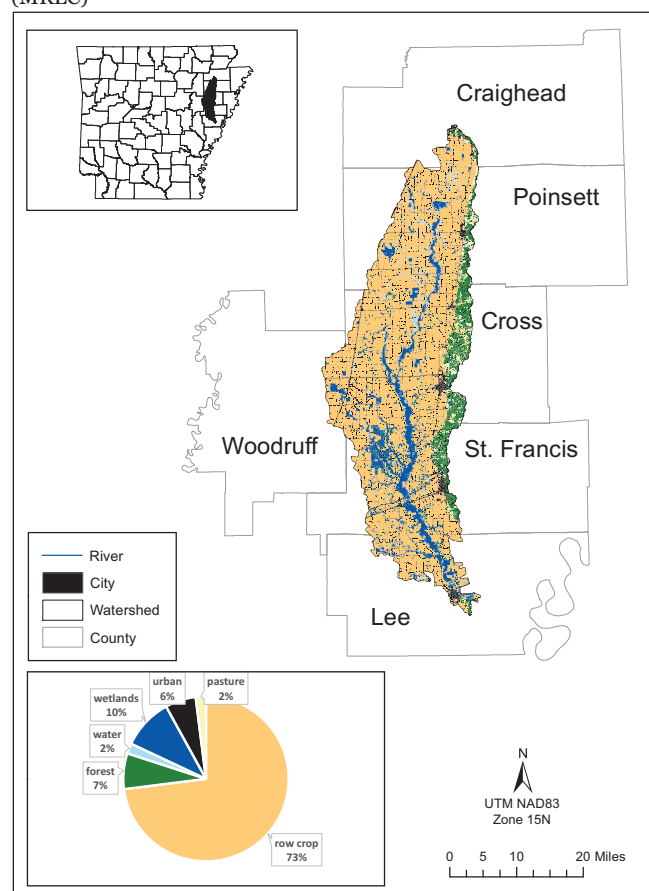 (MRLC)
Craighead
Poinsett
Cross
Woodruff
St. Francis
Lee
River
City
Watershed
County
urban
6%
pasture
2%
wetlands
10%
water
2%
forest
7%
row crop
73%
N
UTM NAD83
Zone 15N
0 5 10 20 Miles